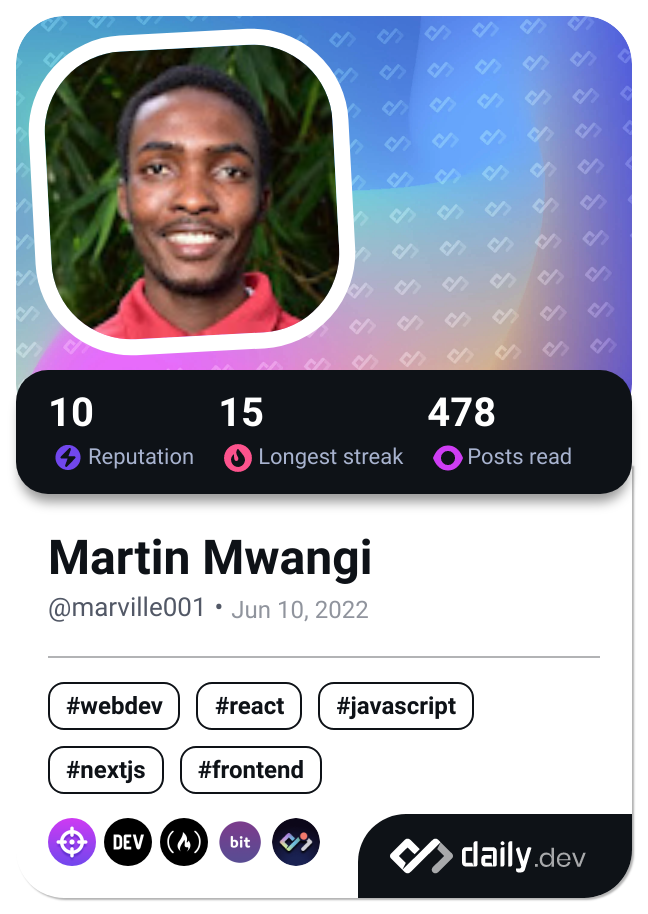 10 15 478
Reputation Longest streak Posts read
Martin Mwangi
@marville001 • Jun 10, 2022
#webdev #react #javascript
#nextjs #frontend
DEV bit
daily.dev